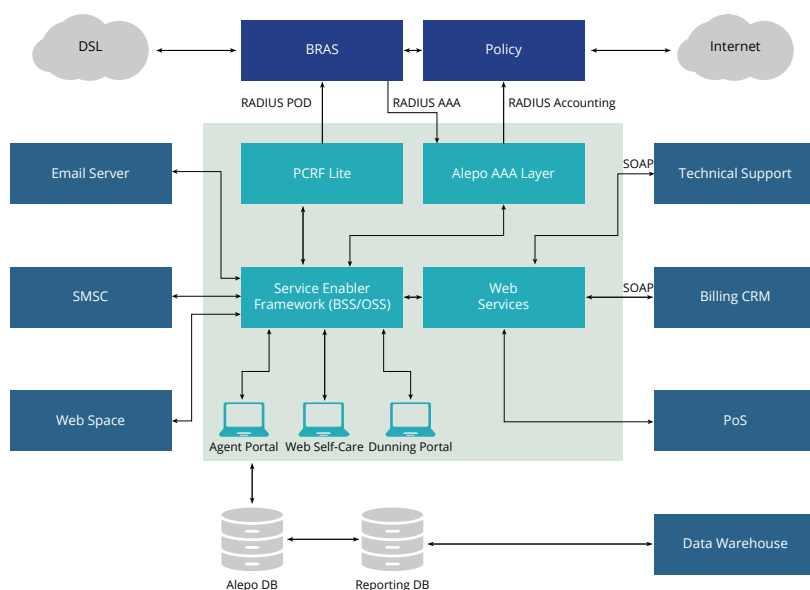 DSL
BRAS
Policy
Internet
RADIUS POD
RADIUS AAA
RADIUS Accounting
Email Server
PCRF Lite
Alepo AAA Layer
SOAP
Technical Support
SMSC
Service Enabler
Framework (BSS/OSS)
Web
Services
SOAP
Billing CRM
Web Space
PoS
Agent Portal
Web Self-Care
Dunning Portal
Data Warehouse
Alepo DB
Reporting DB